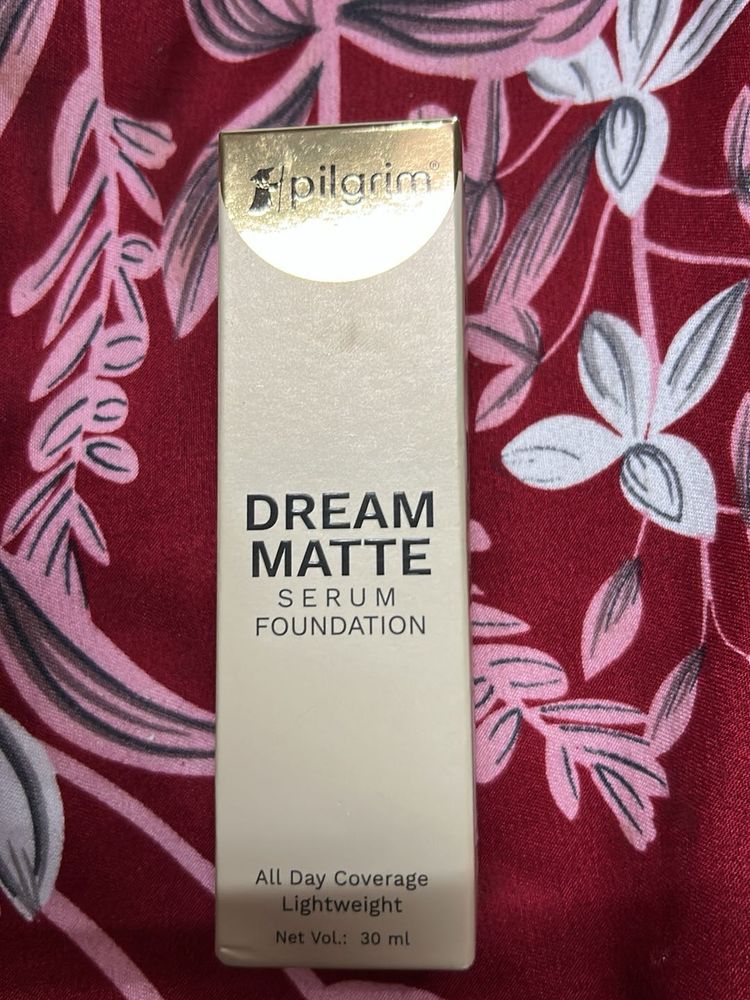 pilgrim®
DREAM
MATTE
SERUM
FOUNDATION
All Day Coverage
Lightweight
Net Vol.: 30 ml